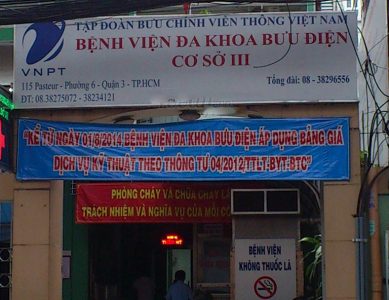 TẬP ĐOÀN BƯU CHÍNH VIỄN THÔNG VIỆT NAM
BỆNH VIỆN ĐA KHOA BƯU ĐIỆN
CƠ SỞ III
VNPT
115 Pasteur - Phường 6 - Quận 3 - TP.HCM
ĐT: 08.38275072 - 38234121
Tổng đài: 08 - 38296556
"KỂ TỪ NGÀY 01/8/2014,BỆNH VIỆN ĐA KHOA BƯU ĐIỆN ÁP DỤNG BẢNG GIÁ
DỊCH VỤ KỸ THUẬT THEO THÔNG TƯ 04/2012/TTLT-BYT-BTC"
PHÒNG CHÁY VÀ CHỮA CHÁY LÀ
TRÁCH NHIỆM VÀ NGHĨA VỤ CỦA MỖI
BỆNH VIỆN
KHÔNG THUỐC LÁ